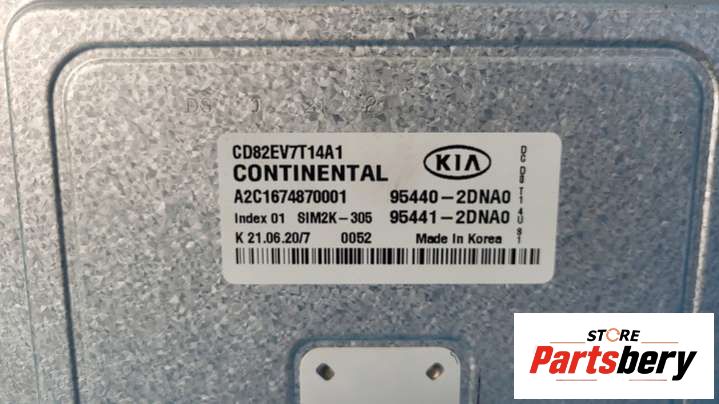 CD82EV7T14A1
CONTINENTAL
KIA
A2C1674870001 95440-2DNA0
Index 01 SIM2K-305 95441-2DNA0
K 21.06.20/7 0052 Made In Korea
STORE
Partsbery